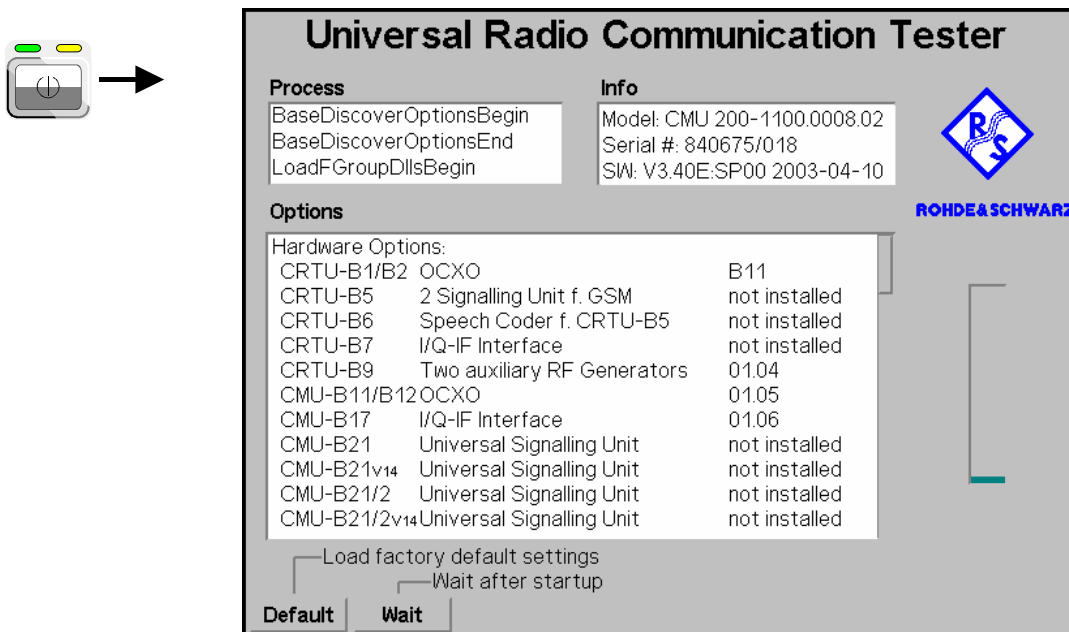 Universal Radio Communication Tester
Process
BaseDiscoverOptionsBegin
BaseDiscoverOptionsEnd
LoadFGroupDllsBegin
Info
Model: CMU 200-1100.0008.02
Serial #: 840675/018
SW: V3.40E:SP00 2003-04-10
R S
ROHDE&SCHWARZ
Options
Hardware Options:
CRTU-B1/B2 OCXO B11
CRTU-B5 2 Signalling Unit f. GSM not installed
CRTU-B6 Speech Coder f. CRTU-B5 not installed
CRTU-B7 I/Q-IF Interface not installed
CRTU-B9 Two auxiliary RF Generators 01.04
CMU-B11/B12 OCXO 01.05
CMU-B17 I/Q-IF Interface 01.06
CMU-B21 Universal Signalling Unit not installed
CMU-B21v14 Universal Signalling Unit not installed
CMU-B21/2 Universal Signalling Unit not installed
CMU-B21/2v14 Universal Signalling Unit not installed
Load factory default settings
Wait after startup
Default Wait